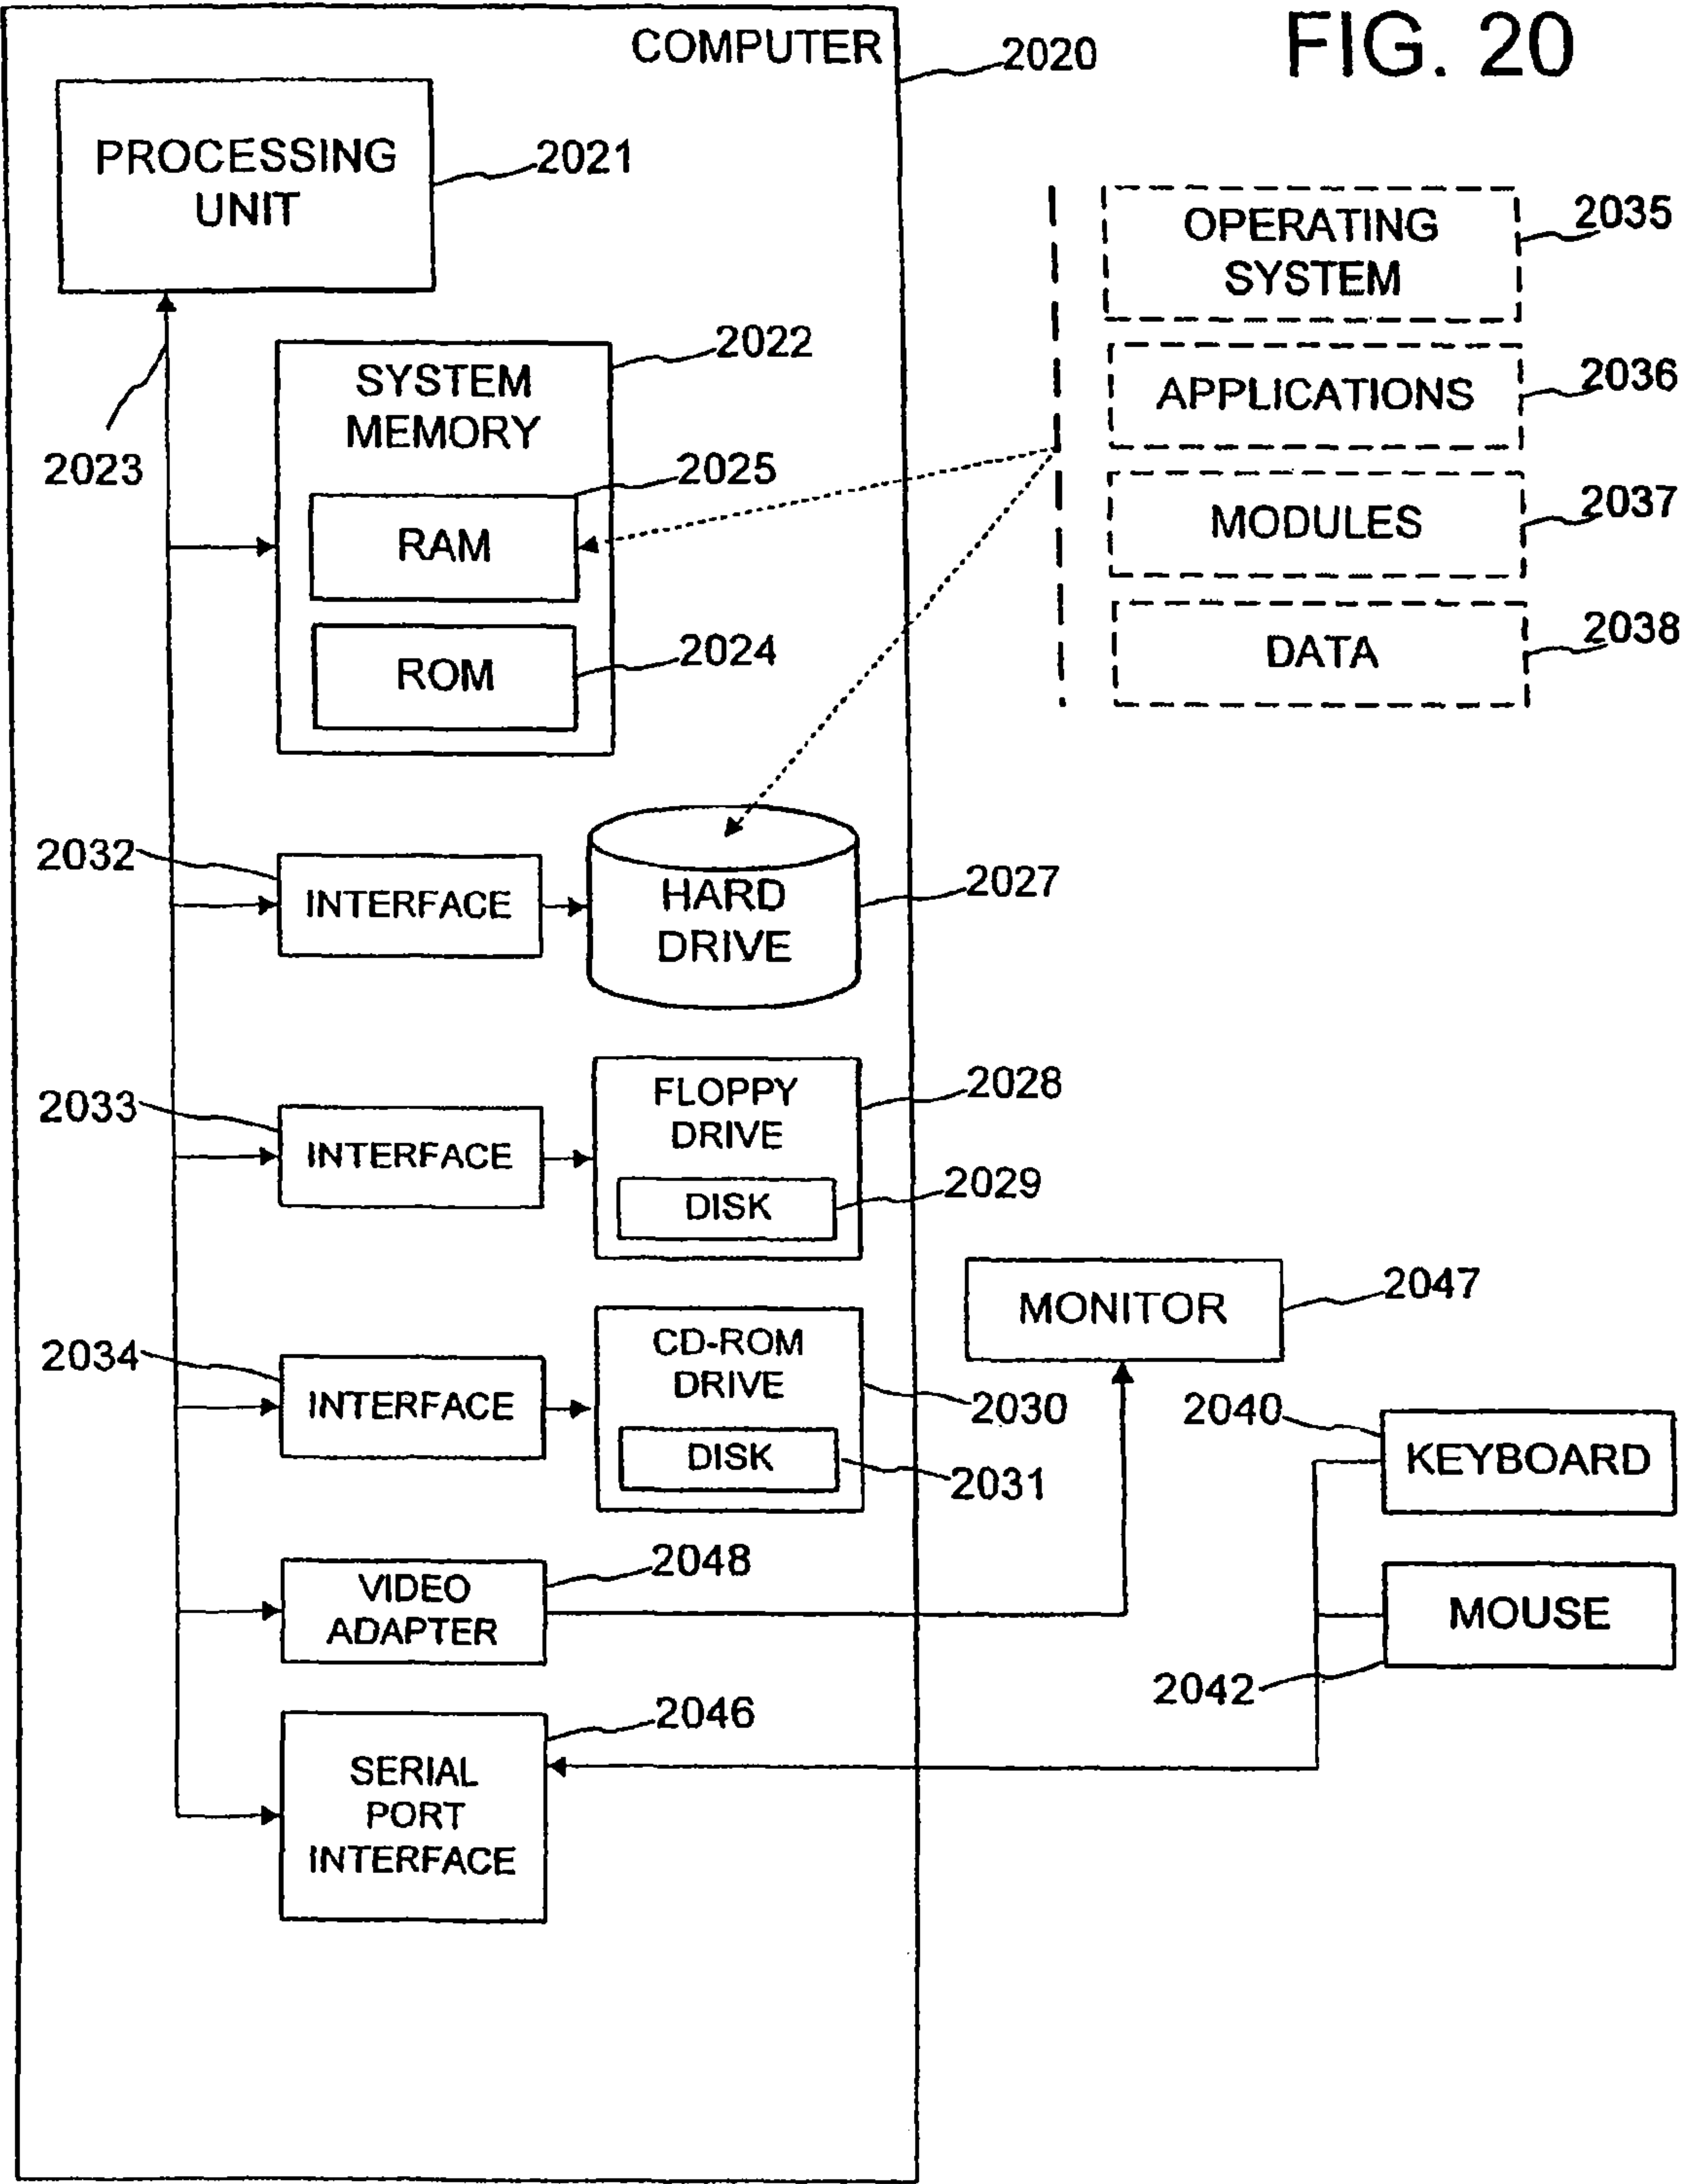 COMPUTER
2020
FIG. 20
PROCESSING
UNIT
2021
2023
SYSTEM
MEMORY
2022
RAM
2025
ROM
2024
OPERATING
SYSTEM
2035
APPLICATIONS
2036
MODULES
2037
DATA
2038
2032
INTERFACE
HARD
DRIVE
2027
2033
INTERFACE
FLOPPY
DRIVE
2028
DISK
2029
2034
INTERFACE
CD-ROM
DRIVE
2030
DISK
2031
MONITOR
2047
2040
KEYBOARD
MOUSE
2042
VIDEO
ADAPTER
2048
SERIAL
PORT
INTERFACE
2046